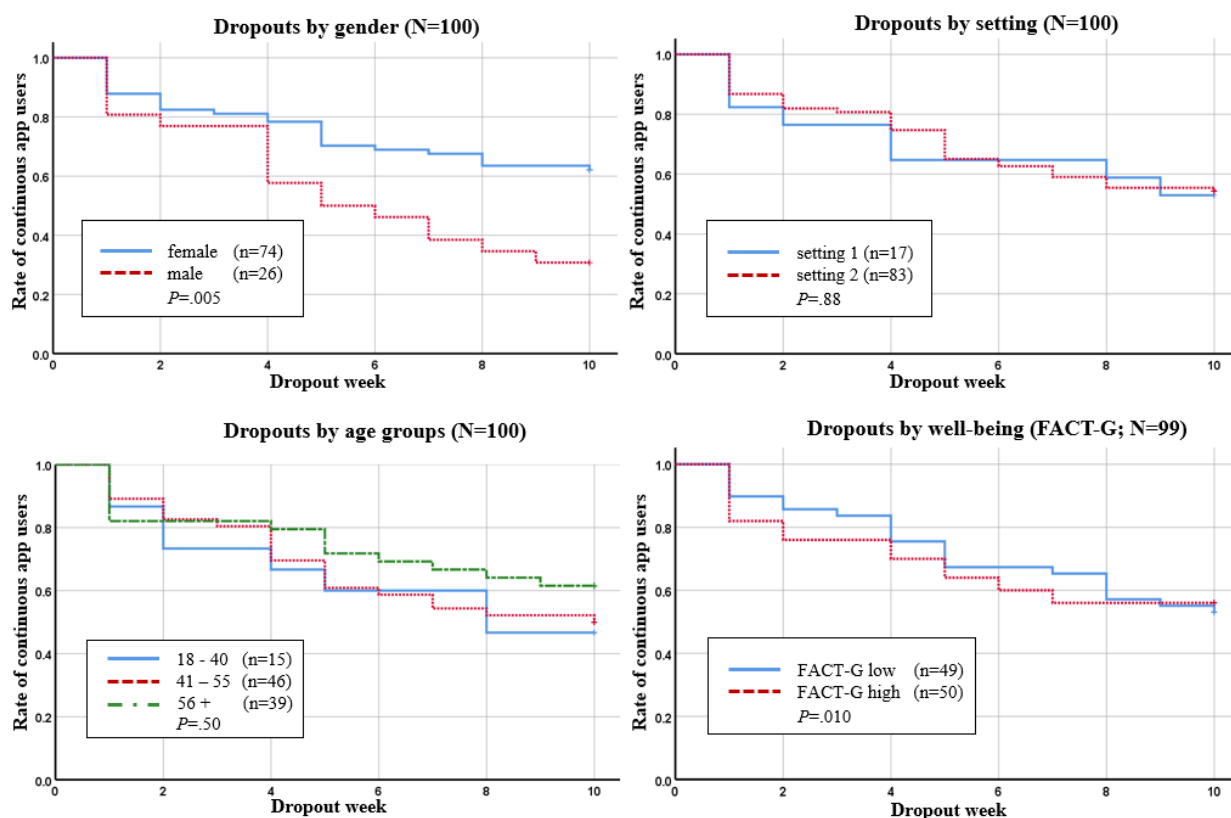 Dropouts by gender (N=100)
Rate of continuous app users
1.0
0.8
0.6
0.4
0.2
0.0
female (n=74)
male (n=26)
P=.005
0 2 4 6 8 10
Dropout week
Dropouts by setting (N=100)
Rate of continuous app users
1.0
0.8
0.6
0.4
0.2
0.0
setting 1 (n=17)
setting 2 (n=83)
P=.88
0 2 4 6 8 10
Dropout week
Dropouts by age groups (N=100)
Rate of continuous app users
1.0
0.8
0.6
0.4
0.2
0.0
18 - 40 (n=15)
41 – 55 (n=46)
56 + (n=39)
P=.50
0 2 4 6 8 10
Dropout week
Dropouts by well-being (FACT-G; N=99)
Rate of continuous app users
1.0
0.8
0.6
0.4
0.2
0.0
FACT-G low (n=49)
FACT-G high (n=50)
P=.010
0 2 4 6 8 10
Dropout week